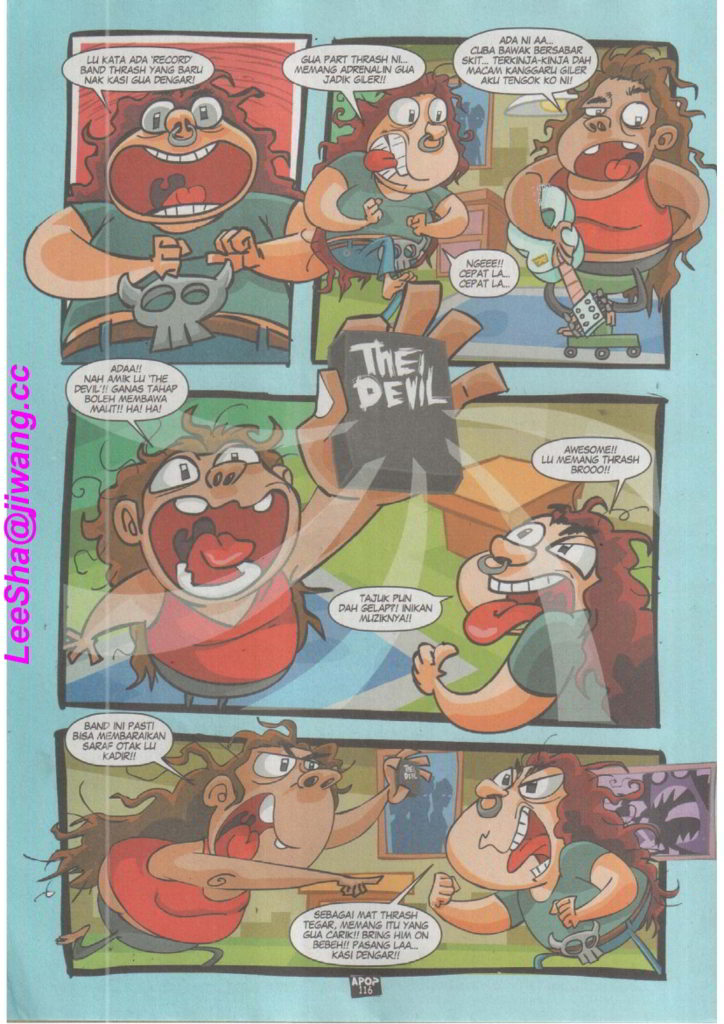 LU KATA ADA 'RECORD'
BAND THRASH YANG BARU
NAK KASI GUA DENGAR!
GUA PART THRASH NI...
MEMANG ADRENALIN GUA
JADIK GILER!!
ADA NI AA...
CUBA BAWAK BERSABAR
SKIT... TERKINJA-KINJA DAH
MACAM KANGGARU GILER
AKU TENGOK KO NI!
NGEEE!!
CEPAT LA...
CEPAT LA...
ADAA!!
NAH AMIK LU 'THE
DEVIL'!! GANAS TAHAP
BOLEH MEMBAWA
MAUT!! HA! HA!
THE
DEVIL
AWESOME!!
LU MEMANG THRASH
BROOO!!
TAJUK PUN
DAH GELAP?! INIKAN
MUZIKNYA!!
BAND INI PASTI
BISA MEMBARAIKAN
SARAF OTAK LU
KADIR!!
THE
DEVIL
SEBAGAI MAT THRASH
TEGAR, MEMANG ITU YANG
GUA CARIK!! BRING HIM ON
BEBEH!! PASANG LAA...
KASI DENGAR!!
APOP
116
LeeSha@jiwang.cc